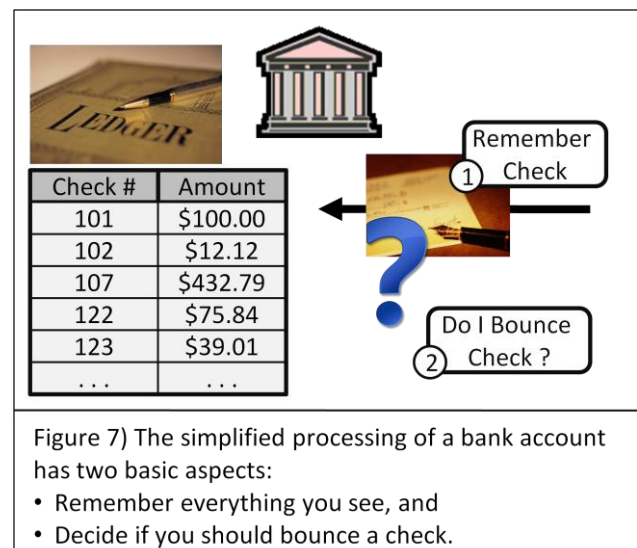 LEDGER
Remember
Check
1
Check # Amount
101 $100.00
102 $12.12
107 $432.79
122 $75.84
123 $39.01
. . . . . .
Do I Bounce
Check ?
2
Figure 7) The simplified processing of a bank account
has two basic aspects:
• Remember everything you see, and
• Decide if you should bounce a check.